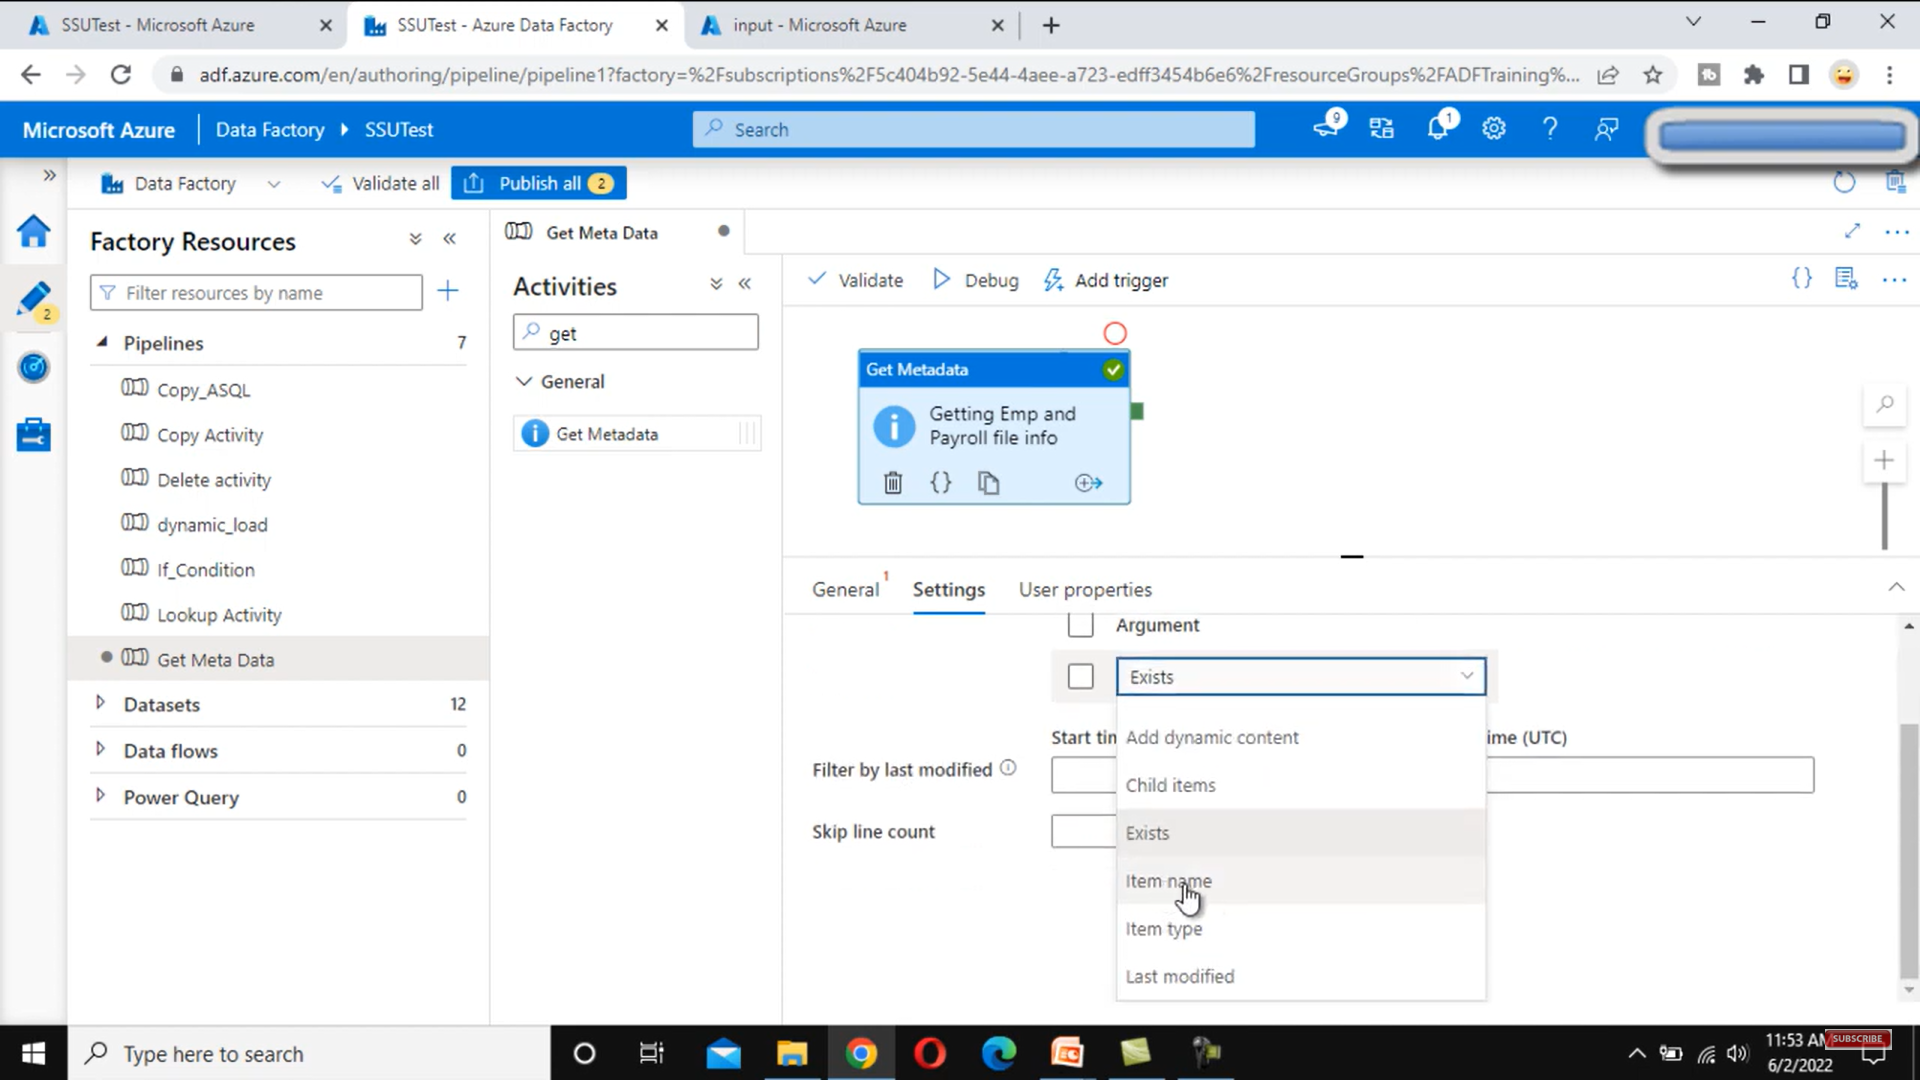 SSUTest - Microsoft Azure
SSUTest - Azure Data Factory
input - Microsoft Azure
adf.azure.com/en/authoring/pipeline/pipeline1?factory=%2Fsubscriptions%2F5c404b92-5e44-4aee-a723-edff3454b6e6%2FresourceGroups%2FADFTraining%...
Microsoft Azure
Data Factory
SSUTest
Search
9
1
Data Factory
Validate all
Publish all 2
Factory Resources
Filter resources by name
2
Pipelines 7
Copy_ASQL
Copy Activity
Delete activity
dynamic_load
If_Condition
Lookup Activity
Get Meta Data
Datasets 12
Data flows 0
Power Query 0
Get Meta Data
Activities
get
General
Get Metadata
Validate
Debug
Add trigger
Get Metadata
Getting Emp and
Payroll file info
General 1
Settings
User properties
Argument
Exists
Start tim
ime (UTC)
Filter by last modified
Skip line count
Add dynamic content
Child items
Exists
Item name
Item type
Last modified
Type here to search
11:53 AM
6/2/2022
SUBSCRIBE